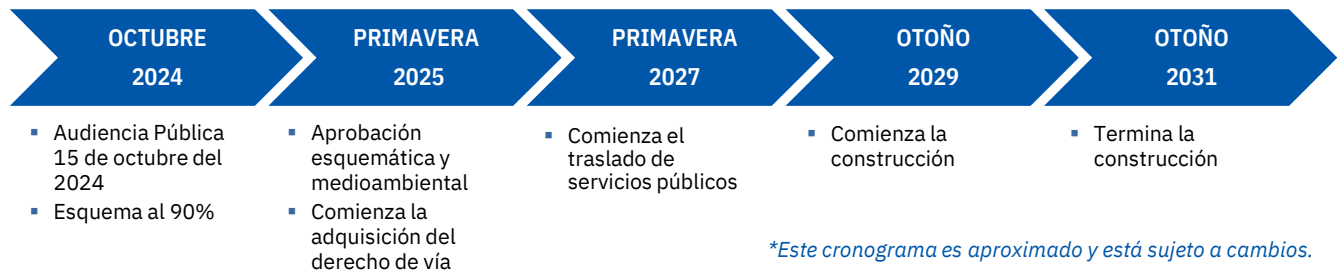 OCTUBRE
2024
PRIMAVERA
2025
PRIMAVERA
2027
OTOÑO
2029
OTOÑO
2031
▪ Audiencia Pública
15 de octubre del
2024
▪ Esquema al 90%
▪ Aprobación
esquemática y
medioambiental
▪ Comienza la
adquisición del
derecho de vía
▪ Comienza el
traslado de
servicios públicos
▪ Comienza la
construcción
▪ Termina la
construcción
*Este cronograma es aproximado y está sujeto a cambios.